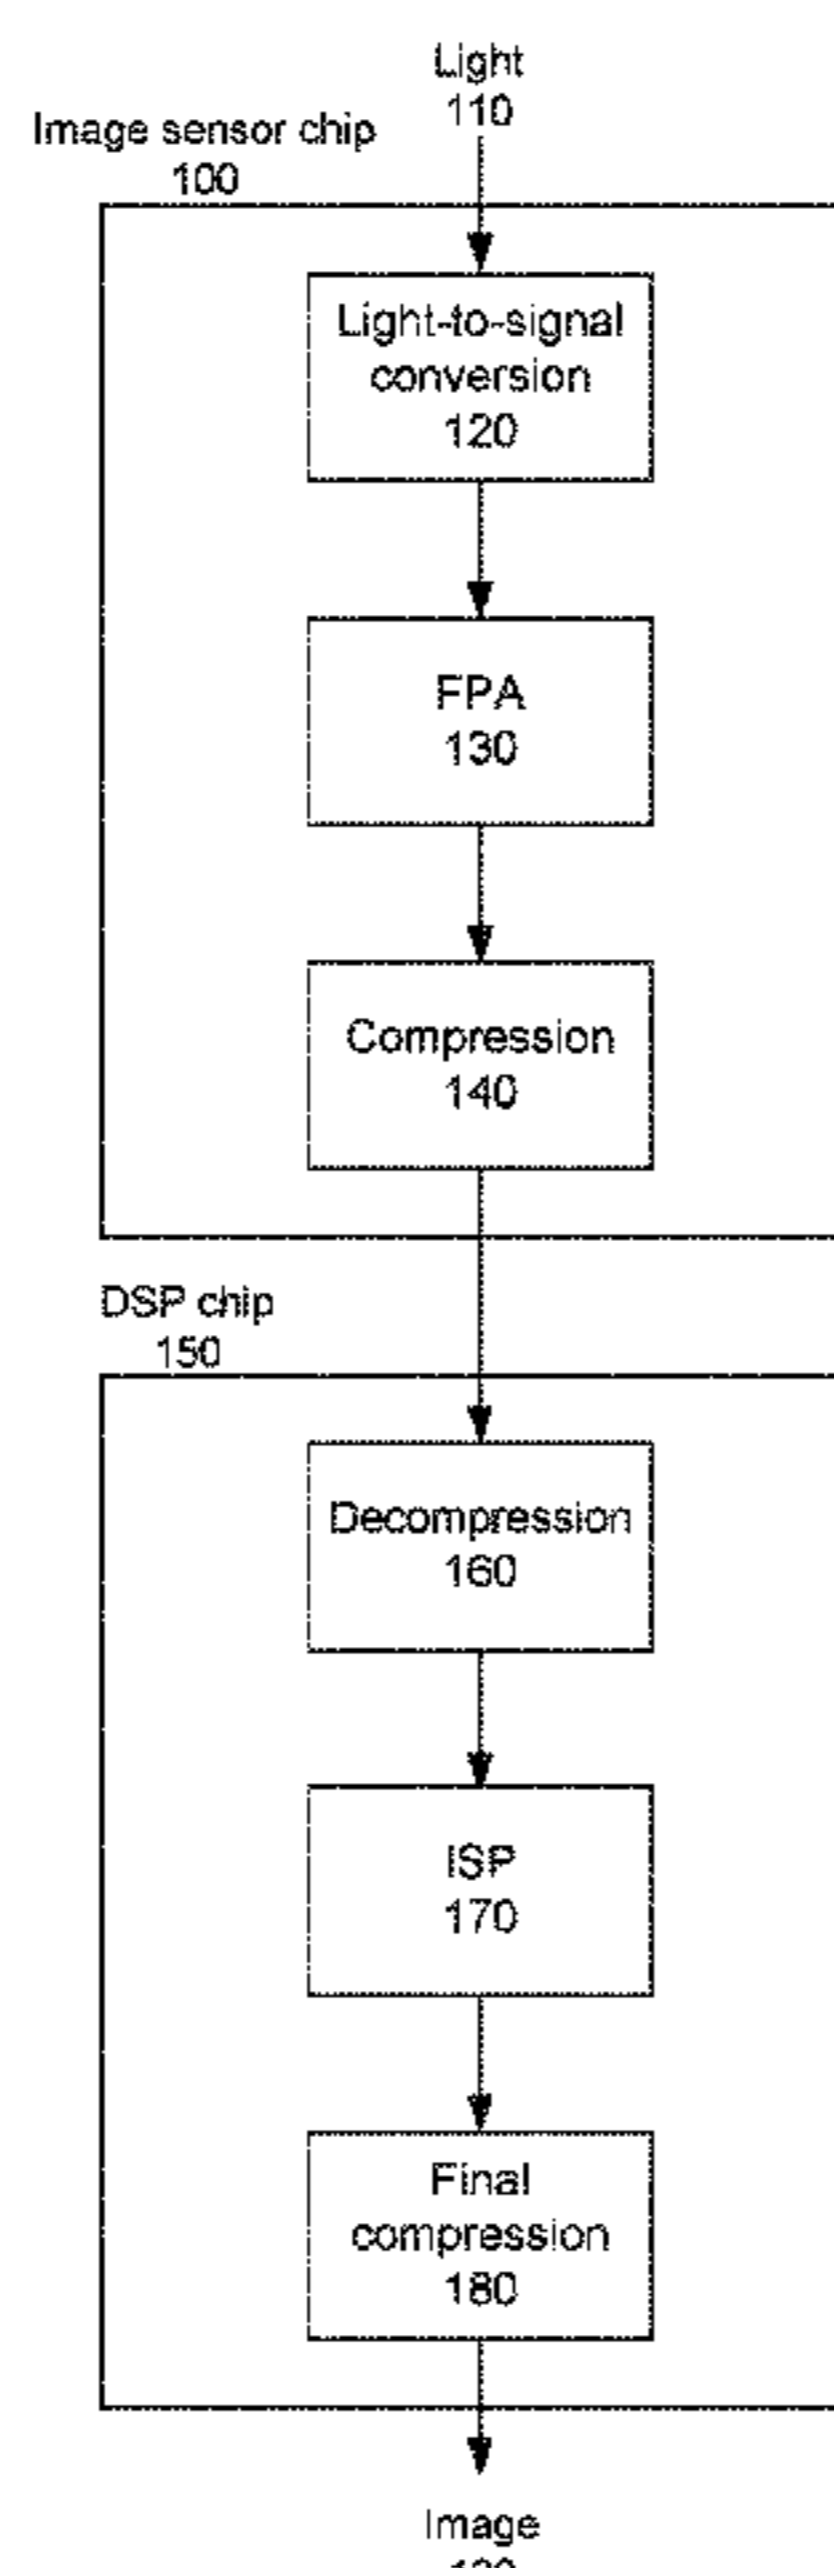 Light
110
Image sensor chip
100
Light-to-signal
conversion
120
FPA
130
Compression
140
DSP chip
150
Decompression
160
ISP
170
Final
compression
180
Image